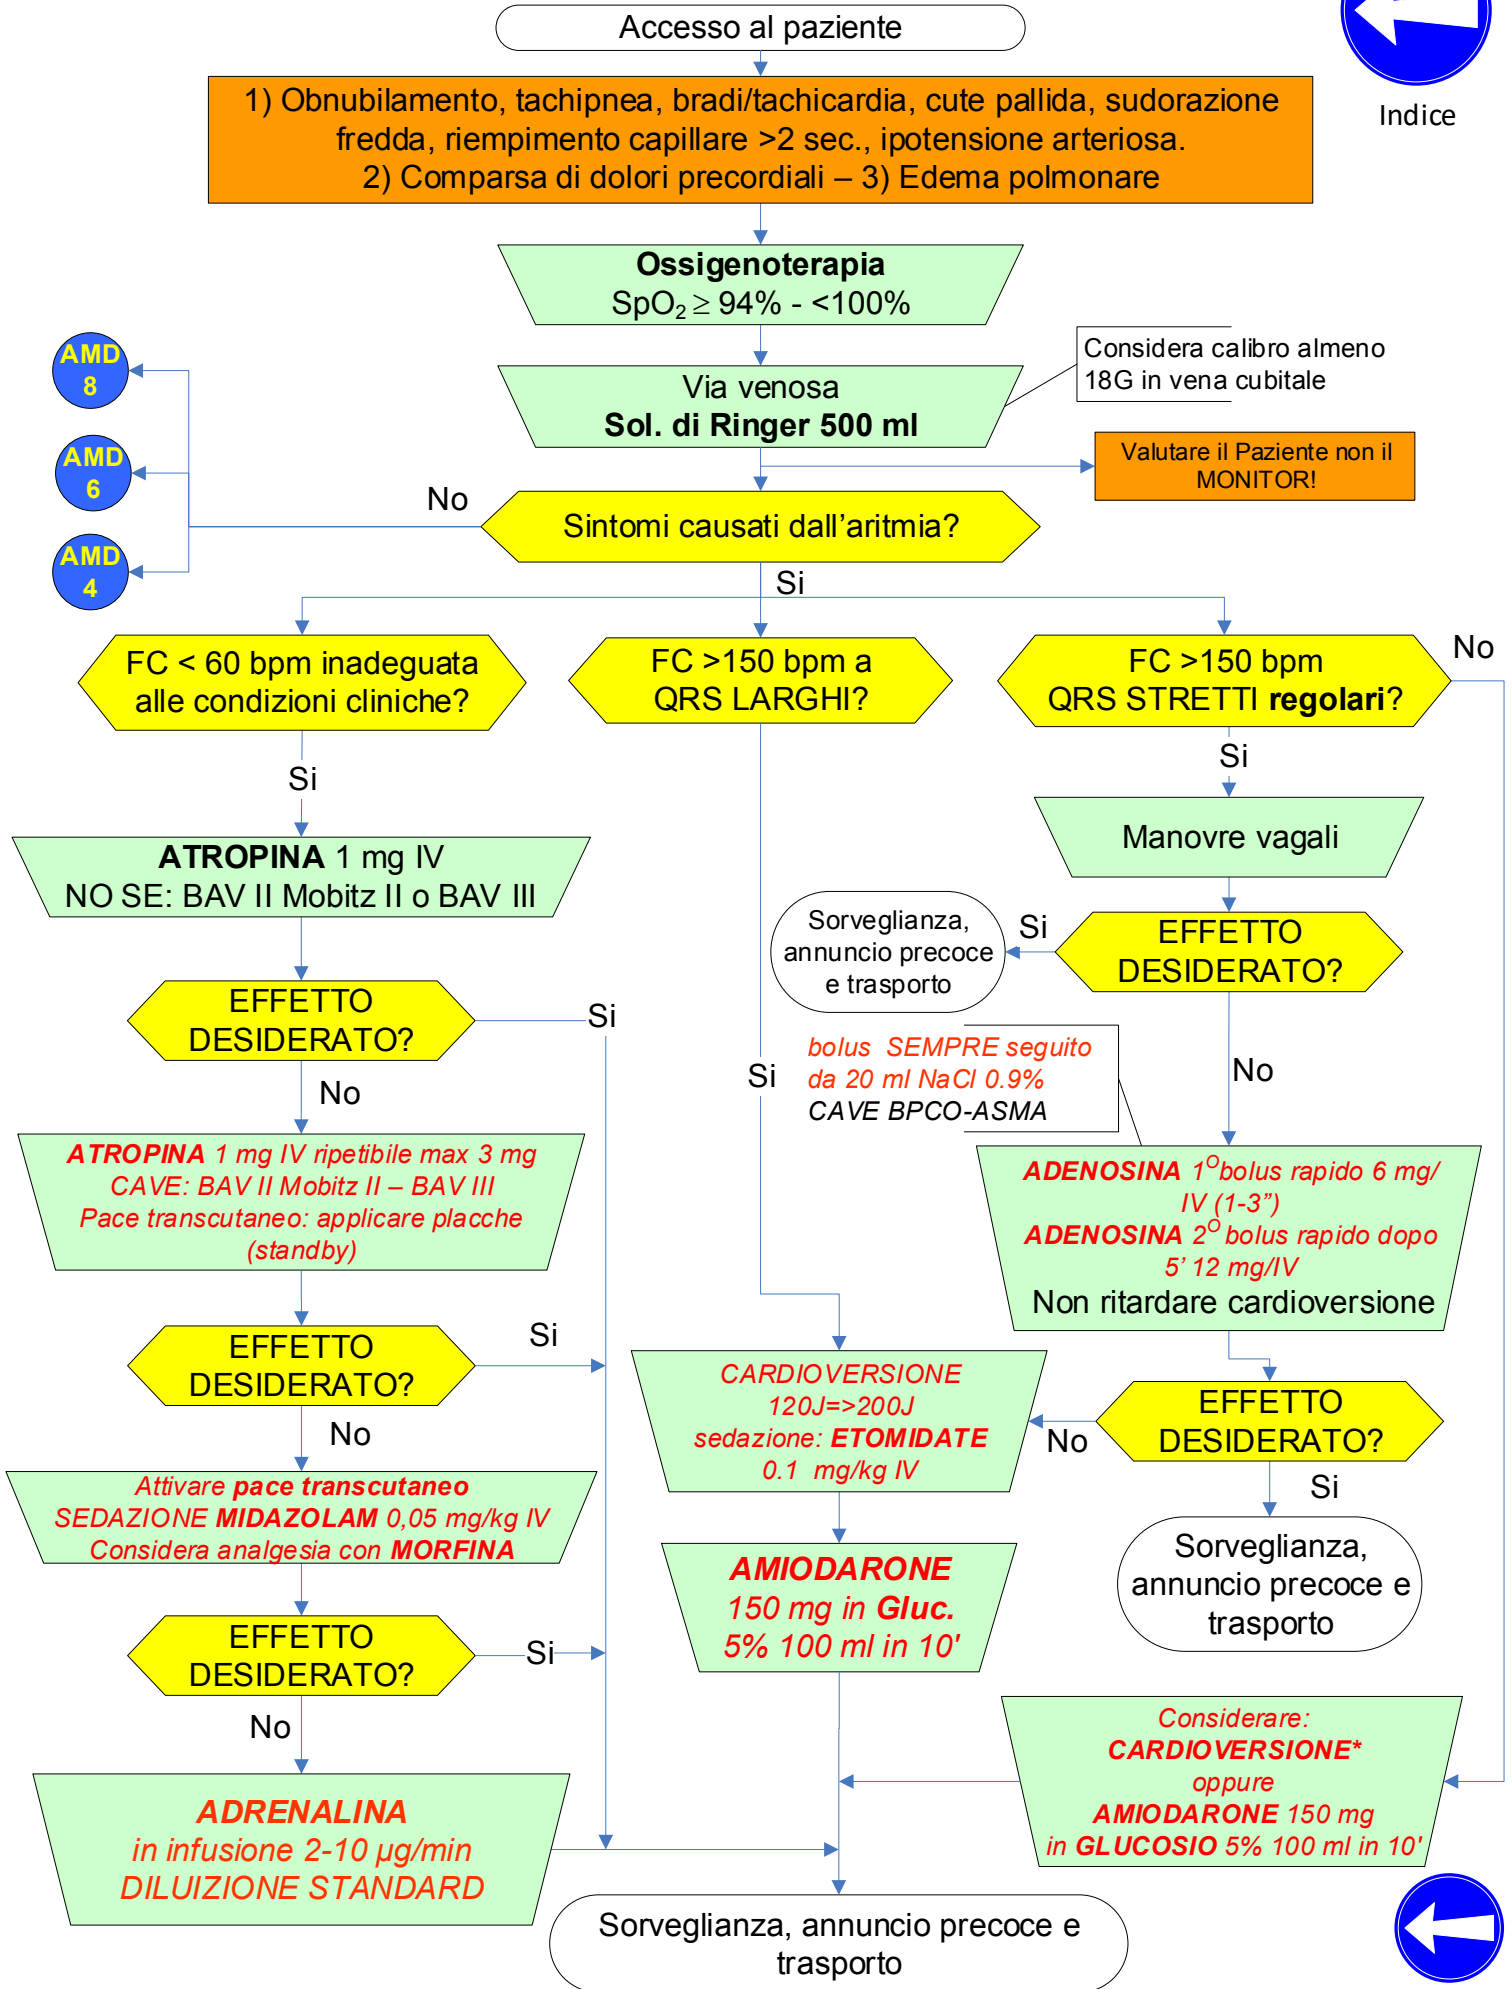 Accesso al paziente
Indice
1) Obnubilamento, tachipnea, bradi/tachicardia, cute pallida, sudorazione
fredda, riempimento capillare >2 sec., ipotensione arteriosa.
2) Comparsa di dolori precordiali – 3) Edema polmonare
Ossigenoterapia
SpO₂ ≥ 94% - <100%
Considera calibro almeno
18G in vena cubitale
Via venosa
Sol. di Ringer 500 ml
Valutare il Paziente non il
MONITOR!
AMD
8
AMD
6
AMD
4
No
Sintomi causati dall'aritmia?
Si
FC < 60 bpm inadeguata
alle condizioni cliniche?
FC >150 bpm a
QRS LARGHI?
FC >150 bpm
QRS STRETTI regolari?
No
Si
Si
Manovre vagali
ATROPINA 1 mg IV
NO SE: BAV II Mobitz II o BAV III
Sorveglianza,
annuncio precoce
e trasporto
Si
EFFETTO
DESIDERATO?
EFFETTO
DESIDERATO?
Si
No
Si
bolus SEMPRE seguito
da 20 ml NaCl 0.9%
CAVE BPCO-ASMA
No
ATROPINA 1 mg IV ripetibile max 3 mg
CAVE: BAV II Mobitz II – BAV III
Pace transcutaneo: applicare placche
(standby)
ADENOSINA 1° bolus rapido 6 mg/
IV (1-3”)
ADENOSINA 2° bolus rapido dopo
5’ 12 mg/IV
Non ritardare cardioversione
EFFETTO
DESIDERATO?
Si
No
CARDIOVERSIONE
120J=>200J
sedazione: ETOMIDATE
0.1 mg/kg IV
No
EFFETTO
DESIDERATO?
Si
Attivare pace transcutaneo
SEDAZIONE MIDAZOLAM 0,05 mg/kg IV
Considera analgesia con MORFINA
AMIODARONE
150 mg in Gluc.
5% 100 ml in 10'
Sorveglianza,
annuncio precoce e
trasporto
EFFETTO
DESIDERATO?
Si
No
Considerare:
CARDIOVERSIONE*
oppure
AMIODARONE 150 mg
in GLUCOSIO 5% 100 ml in 10'
ADRENALINA
in infusione 2-10 µg/min
DILUIZIONE STANDARD
Sorveglianza, annuncio precoce e
trasporto